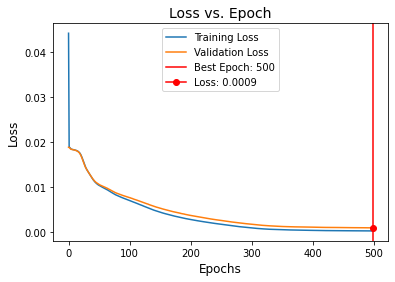 Loss vs. Epoch
Training Loss
Validation Loss
Best Epoch: 500
Loss: 0.0009
0.04
0.03
0.02
0.01
0.00
Loss
0
100
200
300
400
500
Epochs